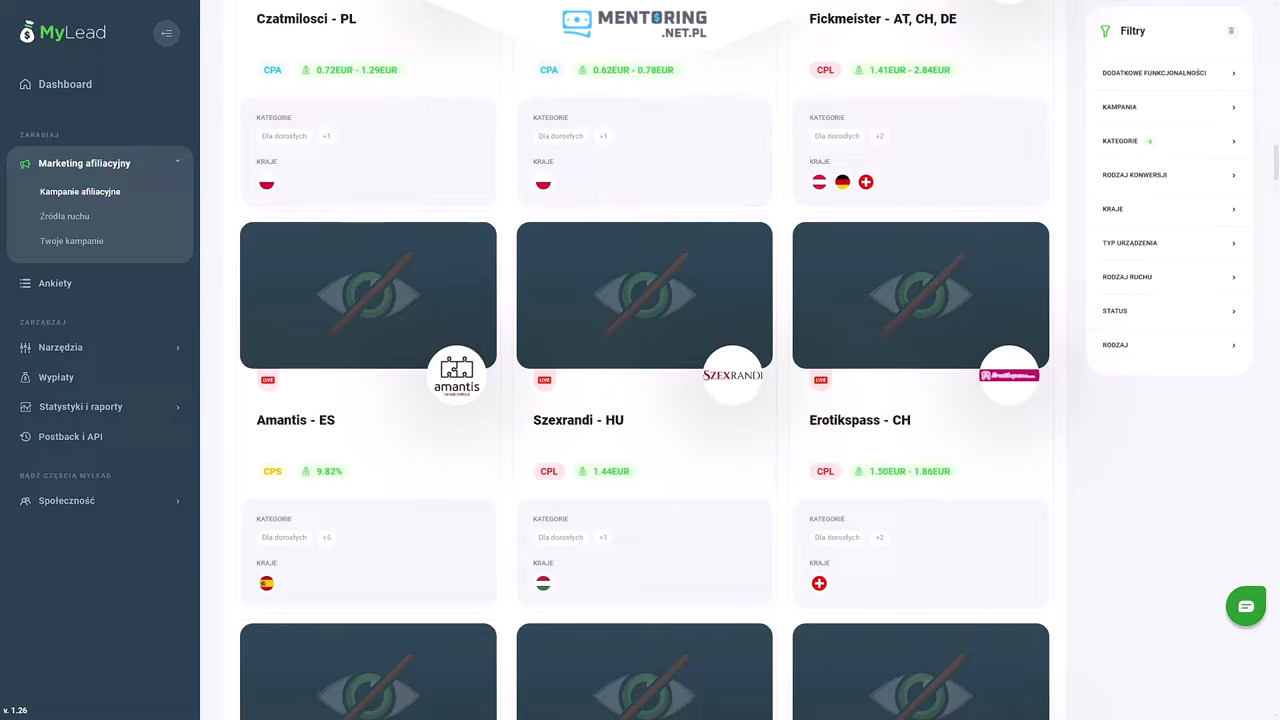 MyLead
Dashboard
ZARABIAJ
Marketing afiliacyjny
Kampanie afiliacyjne
Źródła ruchu
Twoje kampanie
Ankiety
ZARZĄDZAJ
Narzędzia
Wypłaty
Statystyki i raporty
Postback i API
BĄDŹ CZĘŚCIĄ MYLEAD
Społeczność
v. 1.26
MENTORING
.NET.PL
Czatmilosci - PL
CPA 0.72EUR - 1.29EUR
KATEGORIE
Dla dorosłych +1
KRAJE
CPA 0.62EUR - 0.78EUR
KATEGORIE
Dla dorosłych +1
KRAJE
Fickmeister - AT, CH, DE
CPL 1.41EUR - 2.84EUR
KATEGORIE
Dla dorosłych +2
KRAJE
LIVE
amantis
Amantis - ES
CPS 9.82%
KATEGORIE
Dla dorosłych +5
KRAJE
LIVE
SZEXRANDI
Szexrandi - HU
CPL 1.44EUR
KATEGORIE
Dla dorosłych +1
KRAJE
LIVE
Erotikspass - CH
CPL 1.50EUR - 1.86EUR
KATEGORIE
Dla dorosłych +2
KRAJE
Filtry
DODATKOWE FUNKCJONALNOŚCI
KAMPANIA
KATEGORIE 4
RODZAJ KONWERSJI
KRAJE
TYP URZĄDZENIA
RODZAJ RUCHU
STATUS
RODZAJ